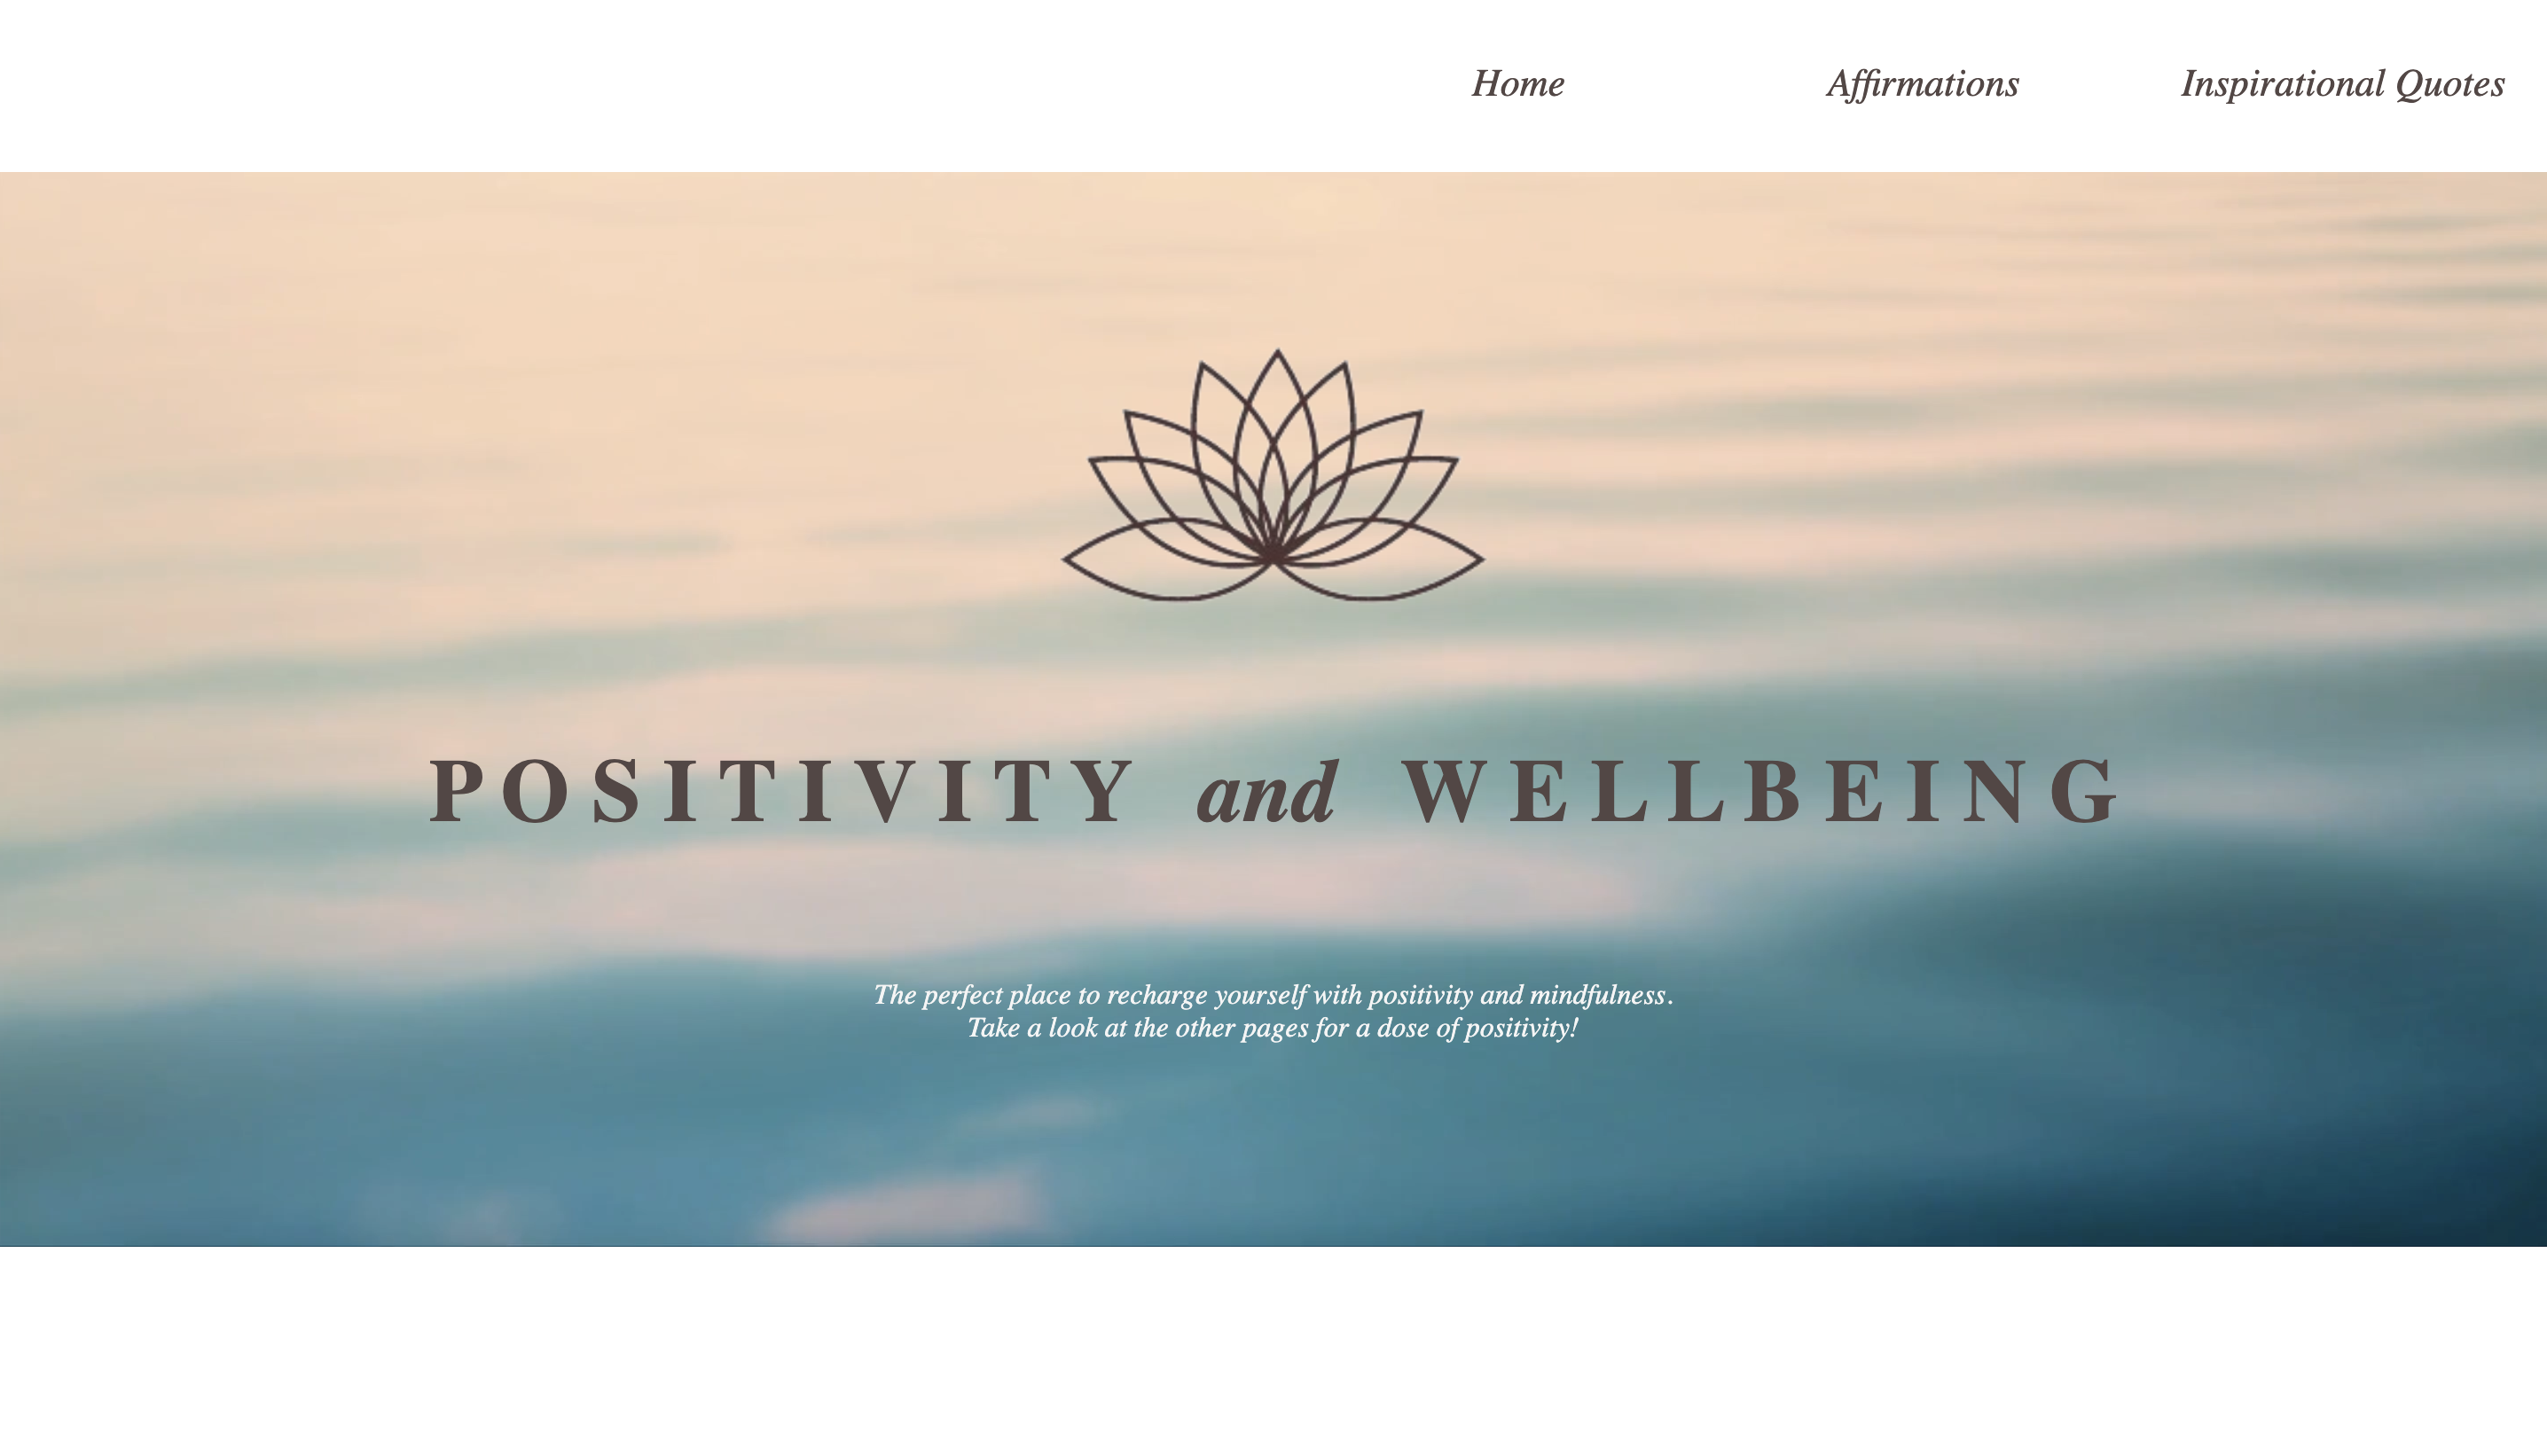 Home Affirmations Inspirational Quotes
POSITIVITY and WELLBEING
The perfect place to recharge yourself with positivity and mindfulness.
Take a look at the other pages for a dose of positivity!